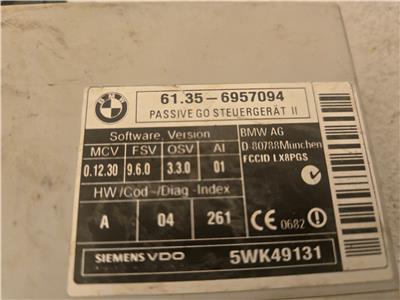 BMW
61.35-6957094
PASSIVE GO STEUERGERÄT II
Software, Version
MCV FSV OSV AI
0.12.30 9.6.0 3.3.0 01
HW/Cod-/Diag-Index
A 04 261
BMW AG
D-80788München
FCCID LX8PGS
CE 0682
SIEMENS VDO 5WK49131